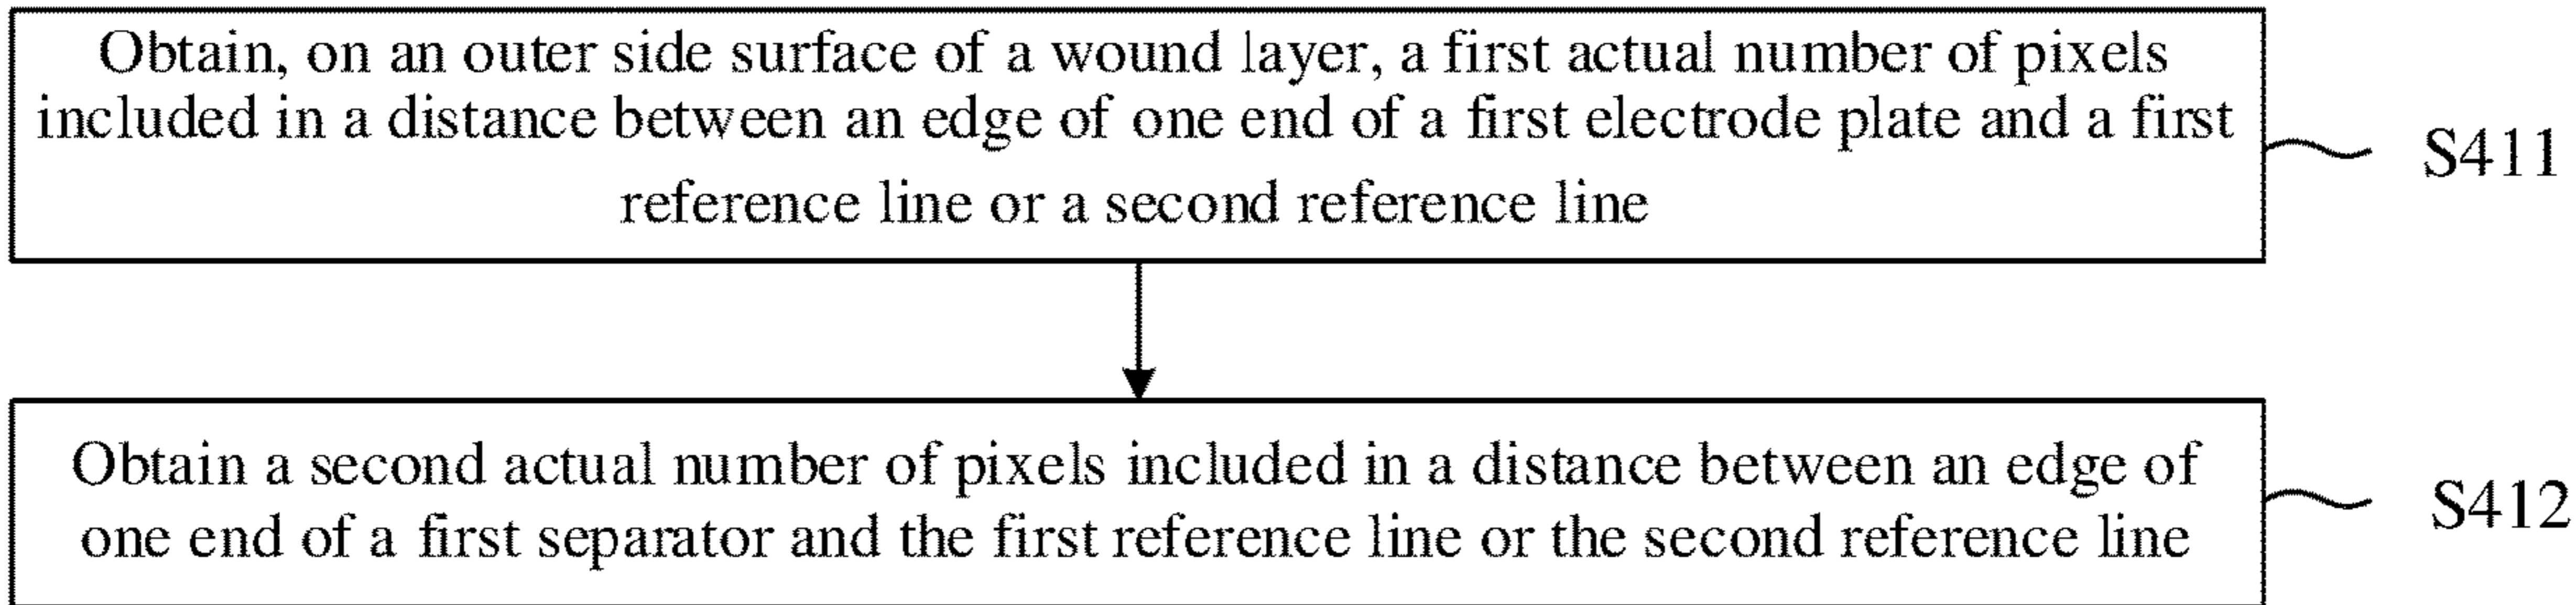 Obtain, on an outer side surface of a wound layer, a first actual number of pixels
included in a distance between an edge of one end of a first electrode plate and a first
reference line or a second reference line
S411
Obtain a second actual number of pixels included in a distance between an edge of
one end of a first separator and the first reference line or the second reference line
S412